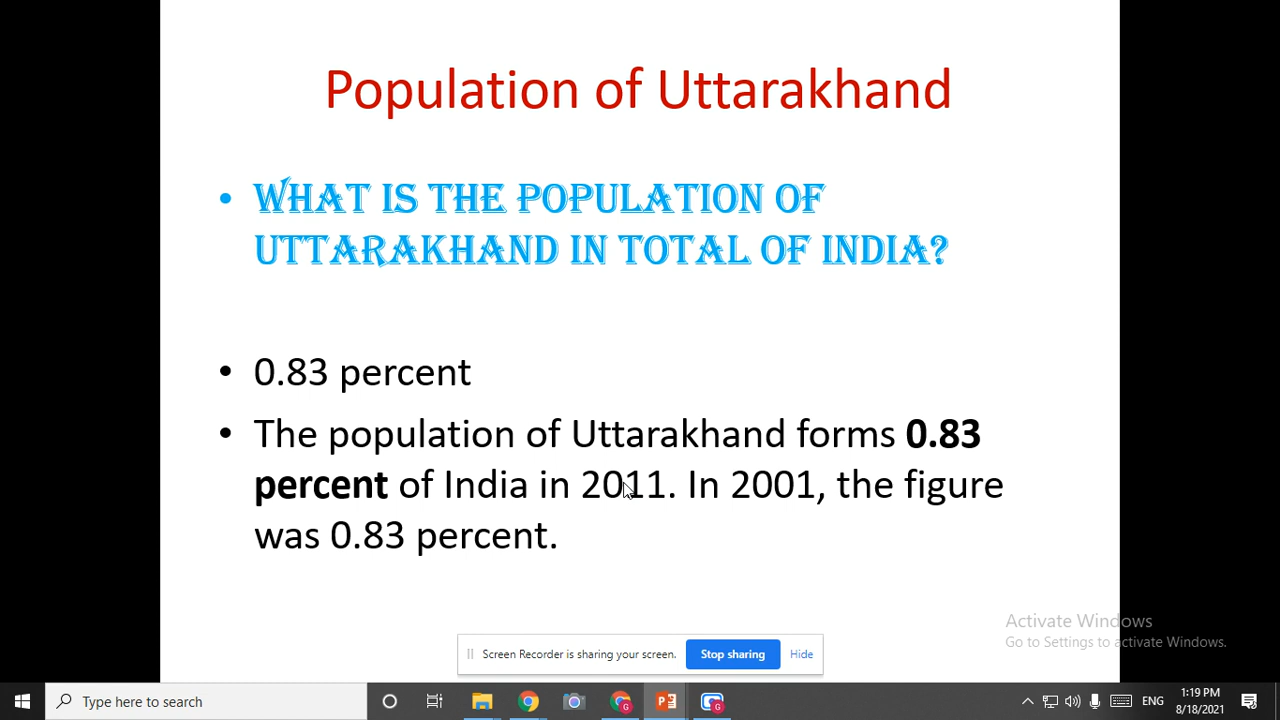 Population of Uttarakhand
• WHAT IS THE POPULATION OF
UTTARAKHAND IN TOTAL OF INDIA?
• 0.83 percent
• The population of Uttarakhand forms 0.83
percent of India in 2011. In 2001, the figure
was 0.83 percent.
Activate Windows
Go to Settings to activate Windows.
Screen Recorder is sharing your screen. Stop sharing Hide
Type here to search
ENG
1:19 PM
8/18/2021